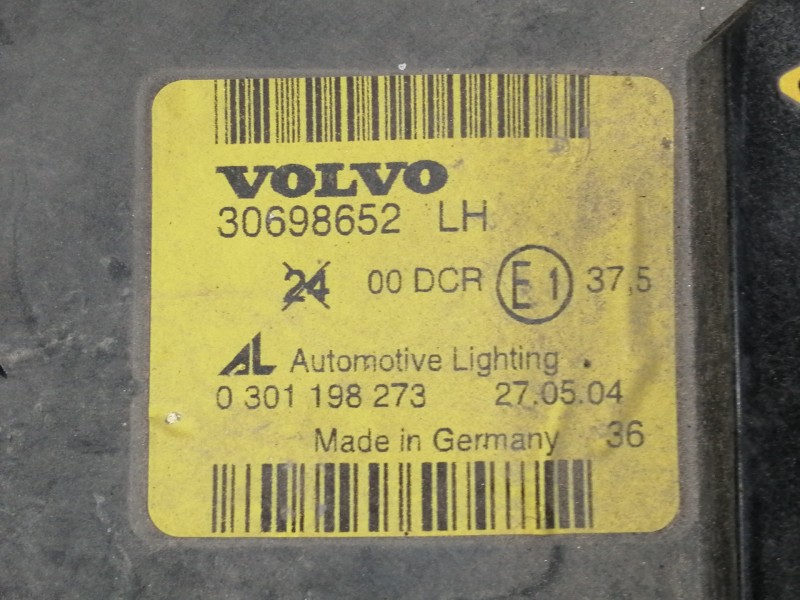 VOLVO
30698652 LH
24 00 DCR E1 37,5
AL Automotive Lighting
0 301 198 273 27.05.04
Made in Germany 36